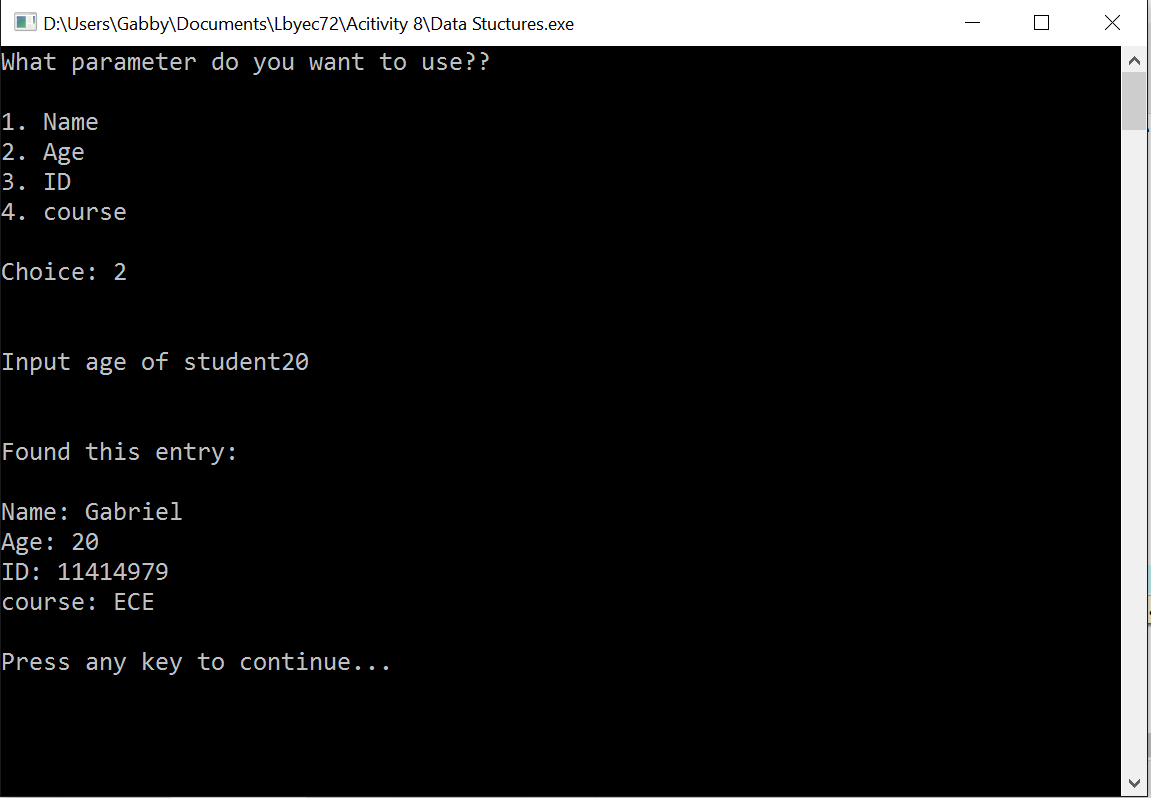 D:\Users\Gabby\Documents\Lbyec72\Acitivity 8\Data Stuctures.exe
What parameter do you want to use??
1. Name
2. Age
3. ID
4. course
Choice: 2
Input age of student20
Found this entry:
Name: Gabriel
Age: 20
ID: 11414979
course: ECE
Press any key to continue...